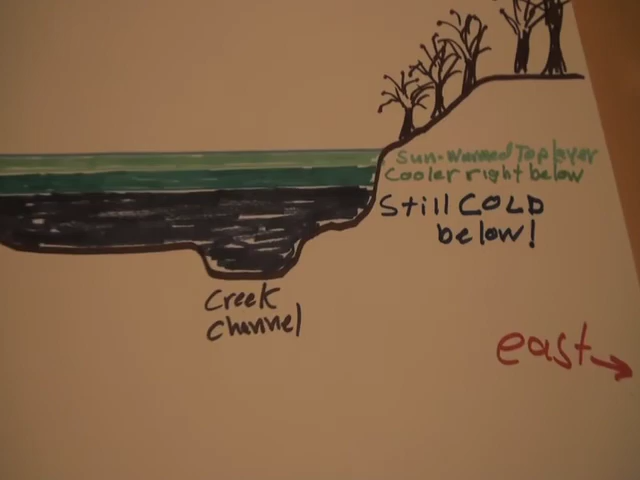 Sun-Warmed Top layer
Cooler right below
Still COLD
below!
Creek
channel
east